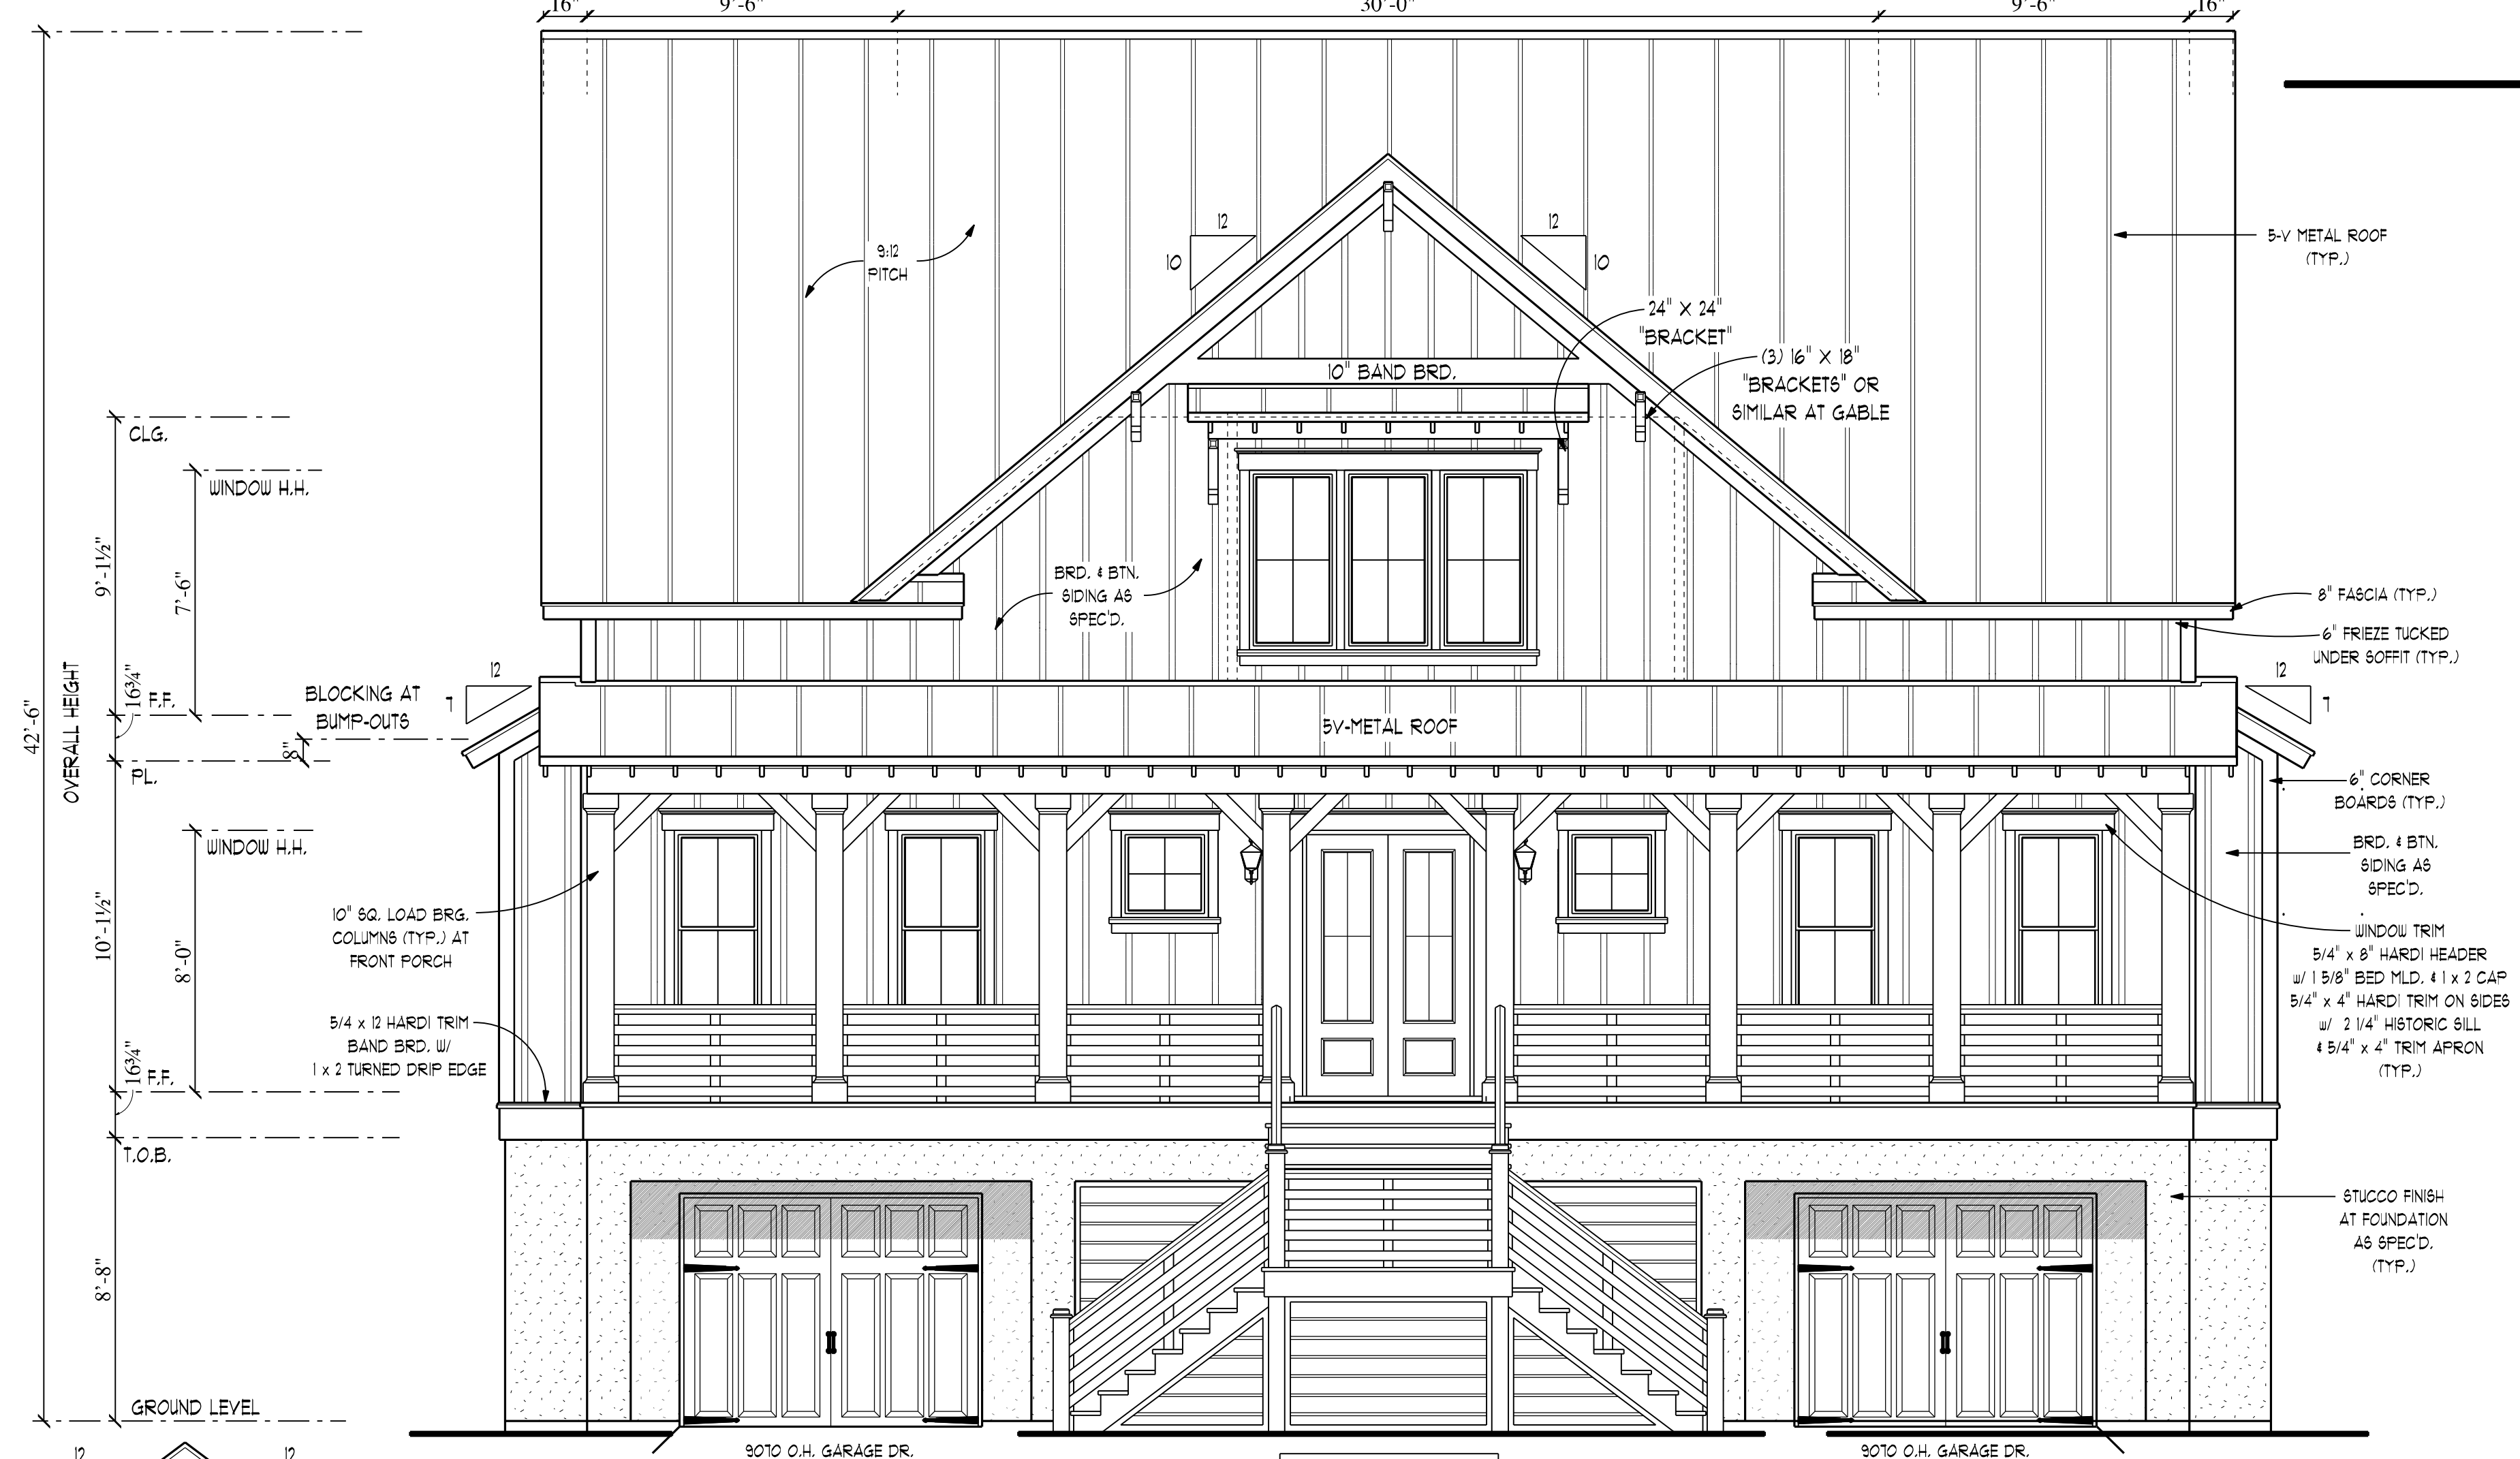 16" 9'-6" 30'-0" 9'-6" 16"
12 12
10 10
9:12
PITCH
5-V METAL ROOF
(TYP.)
24" X 24"
"BRACKET"
(3) 16" X 18"
"BRACKETS" OR
SIMILAR AT GABLE
10" BAND BRD.
CLG.
WINDOW H.H.
9'-1½"
7'-6"
BRD. & BTN.
SIDING AS
SPEC'D.
8" FASCIA (TYP.)
6" FRIEZE TUCKED
UNDER SOFFIT (TYP.)
42'-6"
OVERALL HEIGHT
16¾"
F.F.
BLOCKING AT
BUMP-OUTS
12
7
12
7
8"
PL.
5V-METAL ROOF
6" CORNER
BOARDS (TYP.)
WINDOW H.H.
BRD. & BTN.
SIDING AS
SPEC'D.
10'-1½"
8'-0"
10" SQ. LOAD BRG.
COLUMNS (TYP.) AT
FRONT PORCH
WINDOW TRIM
5/4" x 8" HARDI HEADER
w/ 1 5/8" BED MLD. & 1 x 2 CAP
5/4" x 4" HARDI TRIM ON SIDES
w/ 2 1/4" HISTORIC SILL
& 5/4" x 4" TRIM APRON
(TYP.)
5/4 x 12 HARDI TRIM
BAND BRD. W/
1 x 2 TURNED DRIP EDGE
16¾"
F.F.
T.O.B.
STUCCO FINISH
AT FOUNDATION
AS SPEC'D.
(TYP.)
8'-8"
GROUND LEVEL
12 12
9070 O.H. GARAGE DR. 9070 O.H. GARAGE DR.